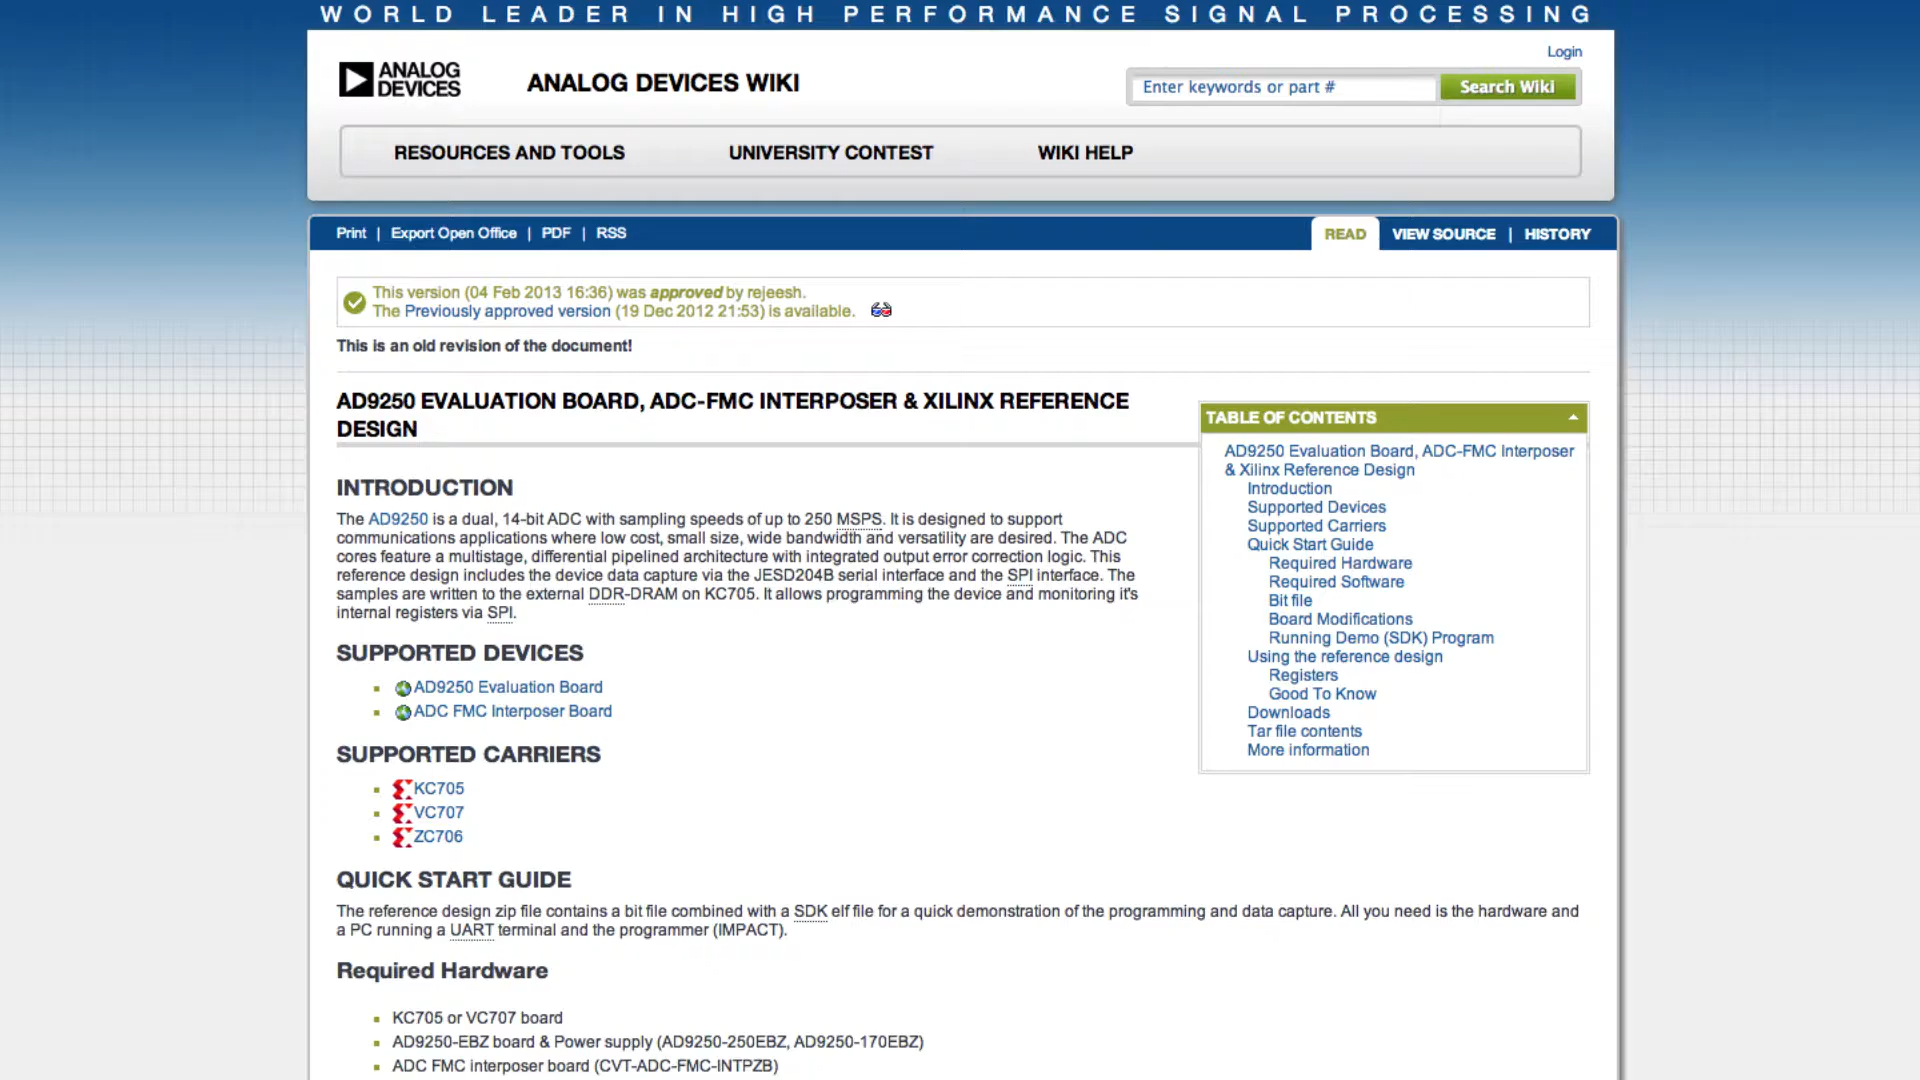 WORLD LEADER IN HIGH PERFORMANCE SIGNAL PROCESSING
Login
ANALOG
DEVICES
ANALOG DEVICES WIKI
Enter keywords or part #
Search Wiki
RESOURCES AND TOOLS
UNIVERSITY CONTEST
WIKI HELP
Print | Export Open Office | PDF | RSS
READ
VIEW SOURCE | HISTORY
This version (04 Feb 2013 16:36) was approved by rejeesh.
The Previously approved version (19 Dec 2012 21:53) is available.
This is an old revision of the document!
AD9250 EVALUATION BOARD, ADC-FMC INTERPOSER & XILINX REFERENCE
DESIGN
INTRODUCTION
The AD9250 is a dual, 14-bit ADC with sampling speeds of up to 250 MSPS. It is designed to support
communications applications where low cost, small size, wide bandwidth and versatility are desired. The ADC
cores feature a multistage, differential pipelined architecture with integrated output error correction logic. This
reference design includes the device data capture via the JESD204B serial interface and the SPI interface. The
samples are written to the external DDR-DRAM on KC705. It allows programming the device and monitoring it's
internal registers via SPI.
SUPPORTED DEVICES
AD9250 Evaluation Board
ADC FMC Interposer Board
SUPPORTED CARRIERS
KC705
VC707
ZC706
TABLE OF CONTENTS
AD9250 Evaluation Board, ADC-FMC Interposer
& Xilinx Reference Design
Introduction
Supported Devices
Supported Carriers
Quick Start Guide
Required Hardware
Required Software
Bit file
Board Modifications
Running Demo (SDK) Program
Using the reference design
Registers
Good To Know
Downloads
Tar file contents
More information
QUICK START GUIDE
The reference design zip file contains a bit file combined with a SDK elf file for a quick demonstration of the programming and data capture. All you need is the hardware and
a PC running a UART terminal and the programmer (IMPACT).
Required Hardware
KC705 or VC707 board
AD9250-EBZ board & Power supply (AD9250-250EBZ, AD9250-170EBZ)
ADC FMC interposer board (CVT-ADC-FMC-INTPZB)